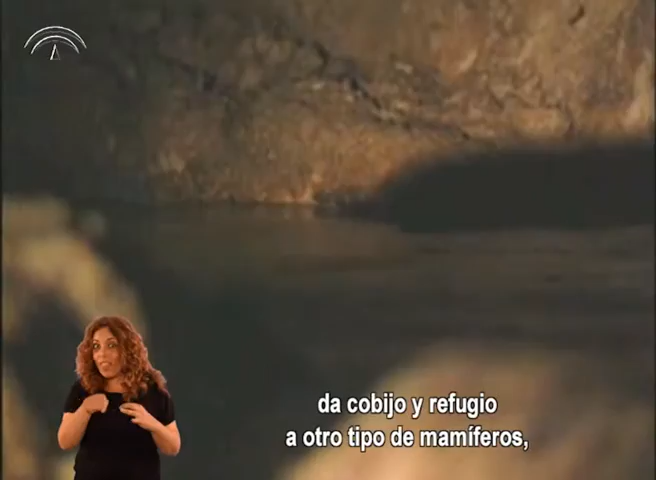 da cobijo y refugio
a otro tipo de mamíferos,